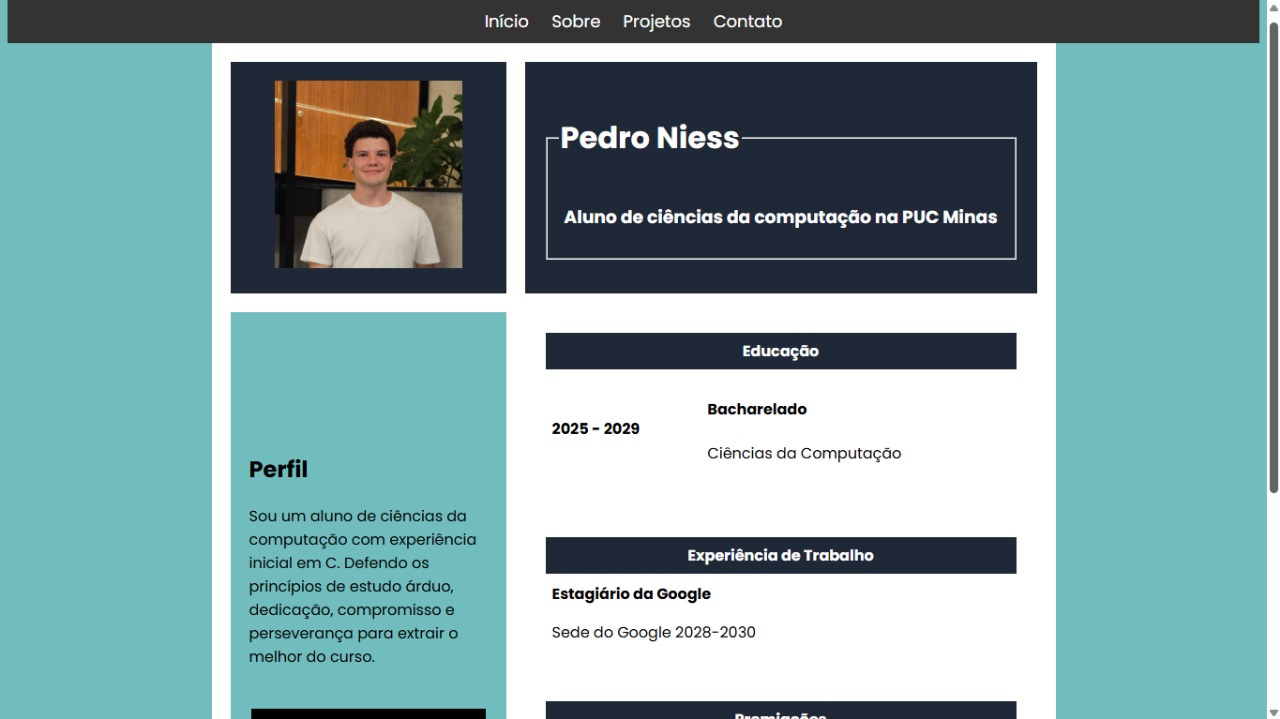 Início Sobre Projetos Contato
Pedro Niess
Aluno de ciências da computação na PUC Minas
Perfil
Sou um aluno de ciências da
computação com experiência
inicial em C. Defendo os
princípios de estudo árduo,
dedicação, compromisso e
perseverança para extrair o
melhor do curso.
Educação
2025 - 2029
Bacharelado
Ciências da Computação
Experiência de Trabalho
Estagiário da Google
Sede do Google 2028-2030
Premiações